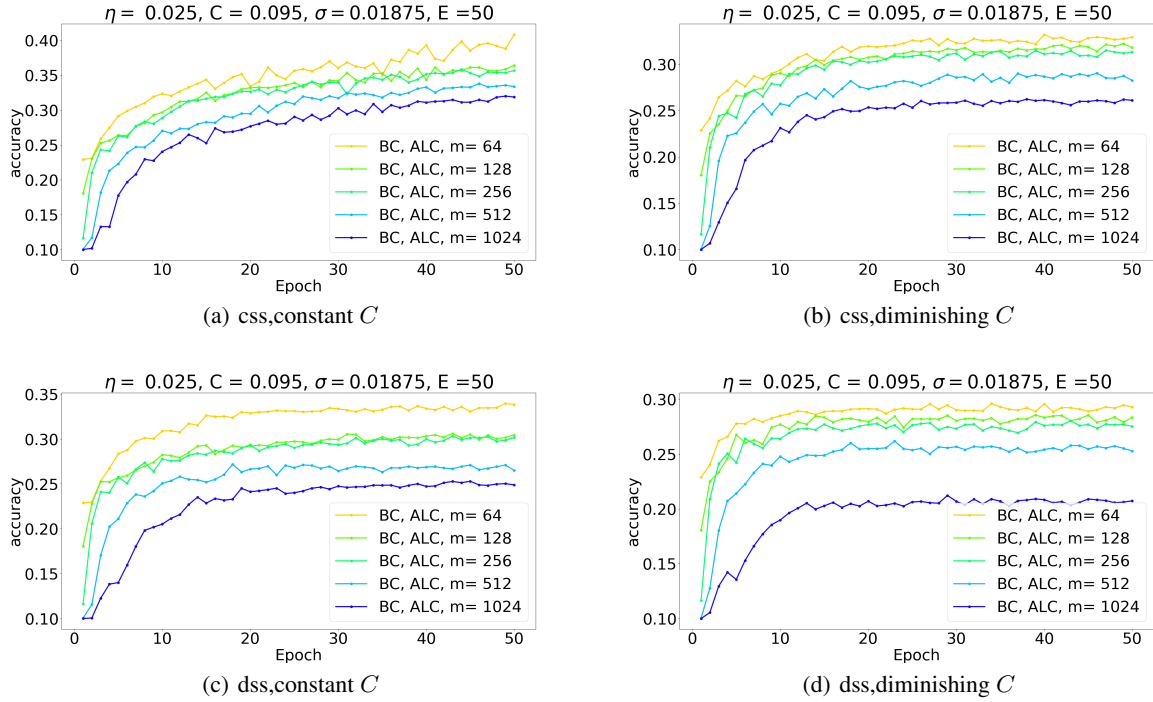 η = 0.025, C = 0.095, σ = 0.01875, E =50
accuracy
0.40
0.35
0.30
0.25
0.20
0.15
0.10
BC, ALC, m= 64
BC, ALC, m= 128
BC, ALC, m= 256
BC, ALC, m= 512
BC, ALC, m= 1024
0 10 20 30 40 50
Epoch
(a) css,constant C
η = 0.025, C = 0.095, σ = 0.01875, E =50
accuracy
0.30
0.25
0.20
0.15
0.10
BC, ALC, m= 64
BC, ALC, m= 128
BC, ALC, m= 256
BC, ALC, m= 512
BC, ALC, m= 1024
0 10 20 30 40 50
Epoch
(b) css,diminishing C
η = 0.025, C = 0.095, σ = 0.01875, E =50
accuracy
0.35
0.30
0.25
0.20
0.15
0.10
BC, ALC, m= 64
BC, ALC, m= 128
BC, ALC, m= 256
BC, ALC, m= 512
BC, ALC, m= 1024
0 10 20 30 40 50
Epoch
(c) dss,constant C
η = 0.025, C = 0.095, σ = 0.01875, E =50
accuracy
0.30
0.25
0.20
0.15
0.10
BC, ALC, m= 64
BC, ALC, m= 128
BC, ALC, m= 256
BC, ALC, m= 512
BC, ALC, m= 1024
0 10 20 30 40 50
Epoch
(d) dss,diminishing C